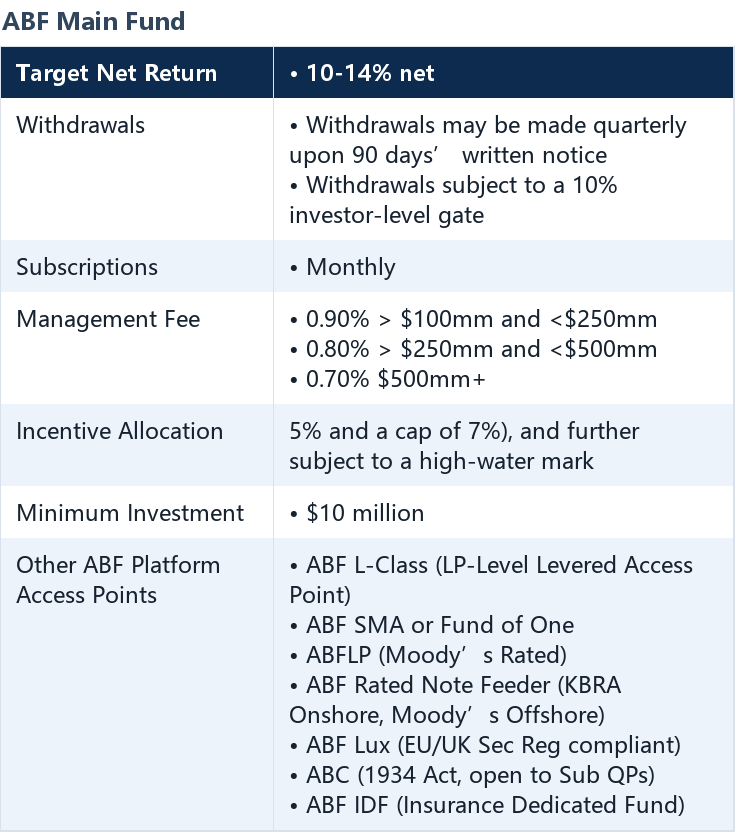 ABF Main Fund
Target Net Return
• 10-14% net
Withdrawals
• Withdrawals may be made quarterly
upon 90 days’ written notice
• Withdrawals subject to a 10%
investor-level gate
Subscriptions
• Monthly
Management Fee
• 0.90% > $100mm and <$250mm
• 0.80% > $250mm and <$500mm
• 0.70% $500mm+
Incentive Allocation
5% and a cap of 7%), and further
subject to a high-water mark
Minimum Investment
• $10 million
Other ABF Platform
Access Points
• ABF L-Class (LP-Level Levered Access
Point)
• ABF SMA or Fund of One
• ABFLP (Moody’s Rated)
• ABF Rated Note Feeder (KBRA
Onshore, Moody’s Offshore)
• ABF Lux (EU/UK Sec Reg compliant)
• ABC (1934 Act, open to Sub QPs)
• ABF IDF (Insurance Dedicated Fund)